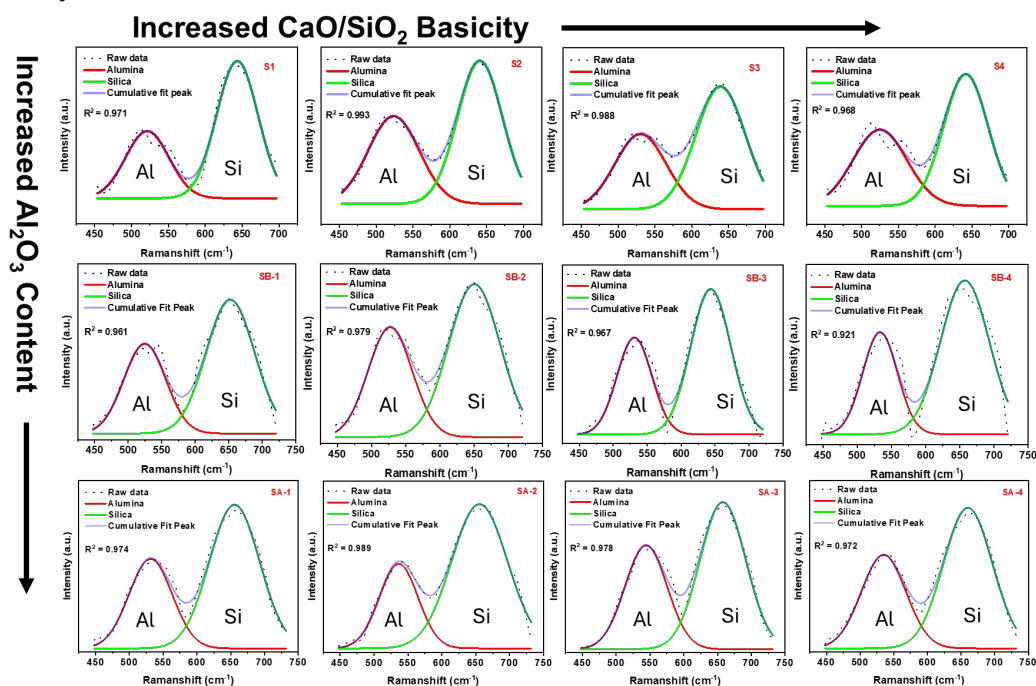 Increased CaO/SiO₂ Basicity
Increased Al₂O₃ Content
Raw data
Alumina
Silica
Cumulative fit peak
S1
R² = 0.971
Al
Si
Intensity (a.u.)
450 500 550 600 650 700
Ramanshift (cm⁻¹)
Raw data
Alumina
Silica
Cumulative fit peak
S2
R² = 0.993
Al
Si
Intensity (a.u.)
450 500 550 600 650 700
Ramanshift (cm⁻¹)
Raw data
Alumina
Silica
Cumulative fit peak
S3
R² = 0.988
Al
Si
Intensity (a.u.)
450 500 550 600 650 700
Ramanshift (cm⁻¹)
Raw data
Alumina
Silica
Cumulative fit peak
S4
R² = 0.968
Al
Si
Intensity (a.u.)
450 500 550 600 650 700
Ramanshift (cm⁻¹)
Raw data
Alumina
Silica
Cumulative Fit Peak
SB-1
R² = 0.961
Al
Si
Intensity (a.u.)
450 500 550 600 650 700 750
Ramanshift (cm⁻¹)
Raw data
Alumina
Silica
Cumulative Fit Peak
SB-2
R² = 0.979
Al
Si
Intensity (a.u.)
450 500 550 600 650 700 750
Ramanshift (cm⁻¹)
Raw data
Alumina
Silica
Cumulative Fit Peak
SB-3
R² = 0.967
Al
Si
Intensity (a.u.)
450 500 550 600 650 700 750
Ramanshift (cm⁻¹)
Raw data
Alumina
Silica
Cumulative Fit Peak
SB-4
R² = 0.921
Al
Si
Intensity (a.u.)
450 500 550 600 650 700
Ramanshift (cm⁻¹)
Raw data
Alumina
Silica
Cumulative Fit Peak
SA-1
R² = 0.974
Al
Si
Intensity (a.u.)
450 500 550 600 650 700 750
Ramanshift (cm⁻¹)
Raw data
Alumina
Silica
Cumulative Fit Peak
SA-2
R² = 0.989
Al
Si
Intensity (a.u.)
450 500 550 600 650 700 750
Ramanshift (cm⁻¹)
Raw data
Alumina
Silica
Cumulative Fit Peak
SA-3
R² = 0.978
Al
Si
Intensity (a.u.)
450 500 550 600 650 700 750
Ramanshift (cm⁻¹)
Raw data
Alumina
Silica
Cumulative Fit Peak
SA-4
R² = 0.972
Al
Si
Intensity (a.u.)
450 500 550 600 650 700
Ramanshift (cm⁻¹)